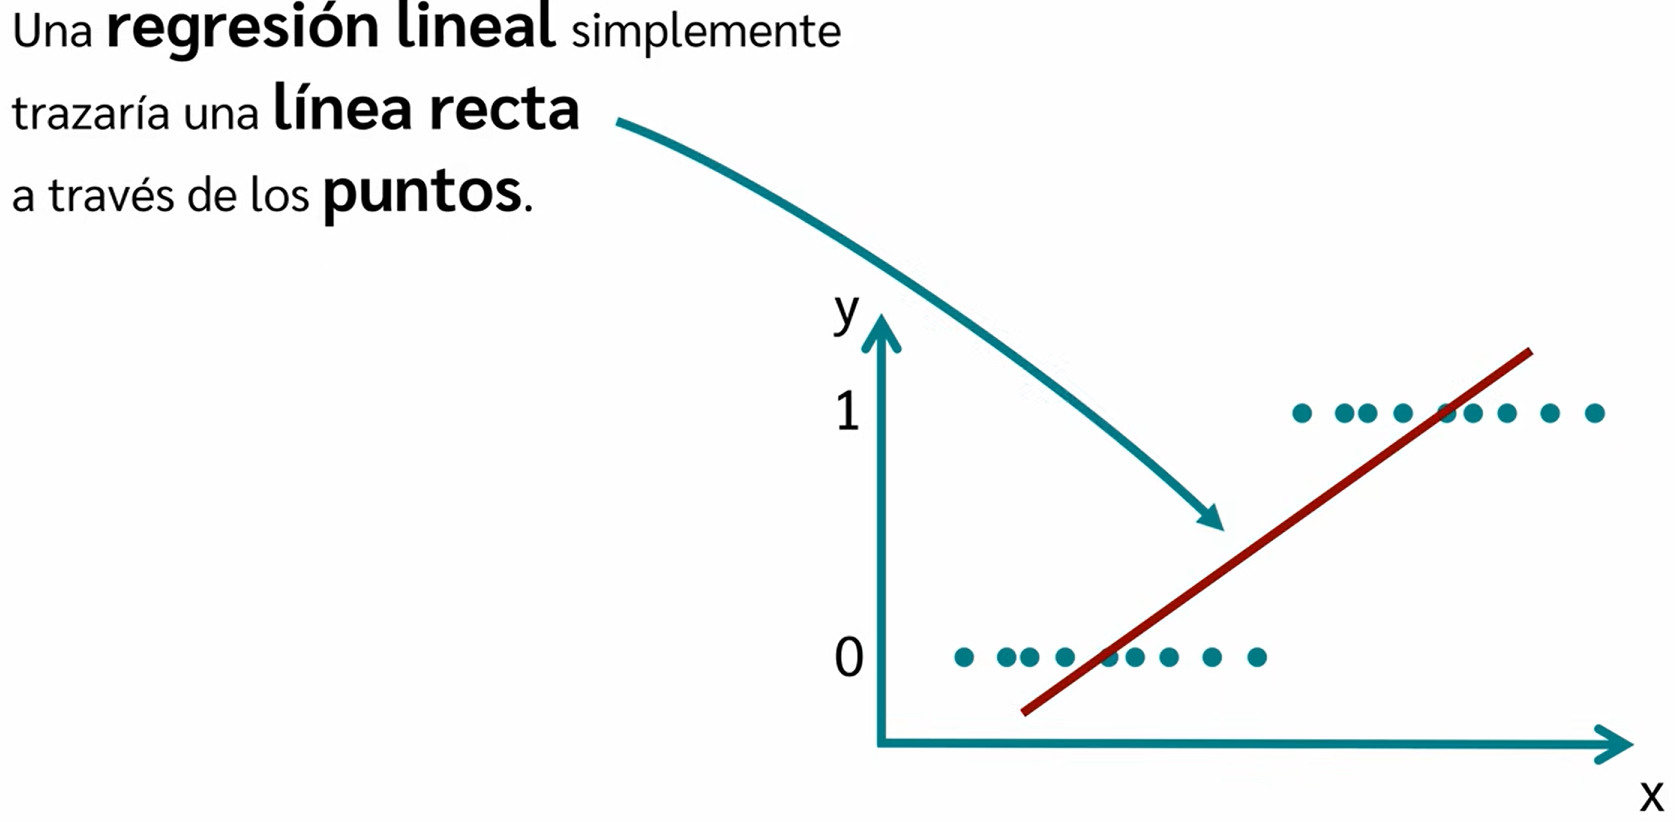 Una regresión lineal simplemente
trazaría una línea recta
a través de los puntos.
y
1
0
x